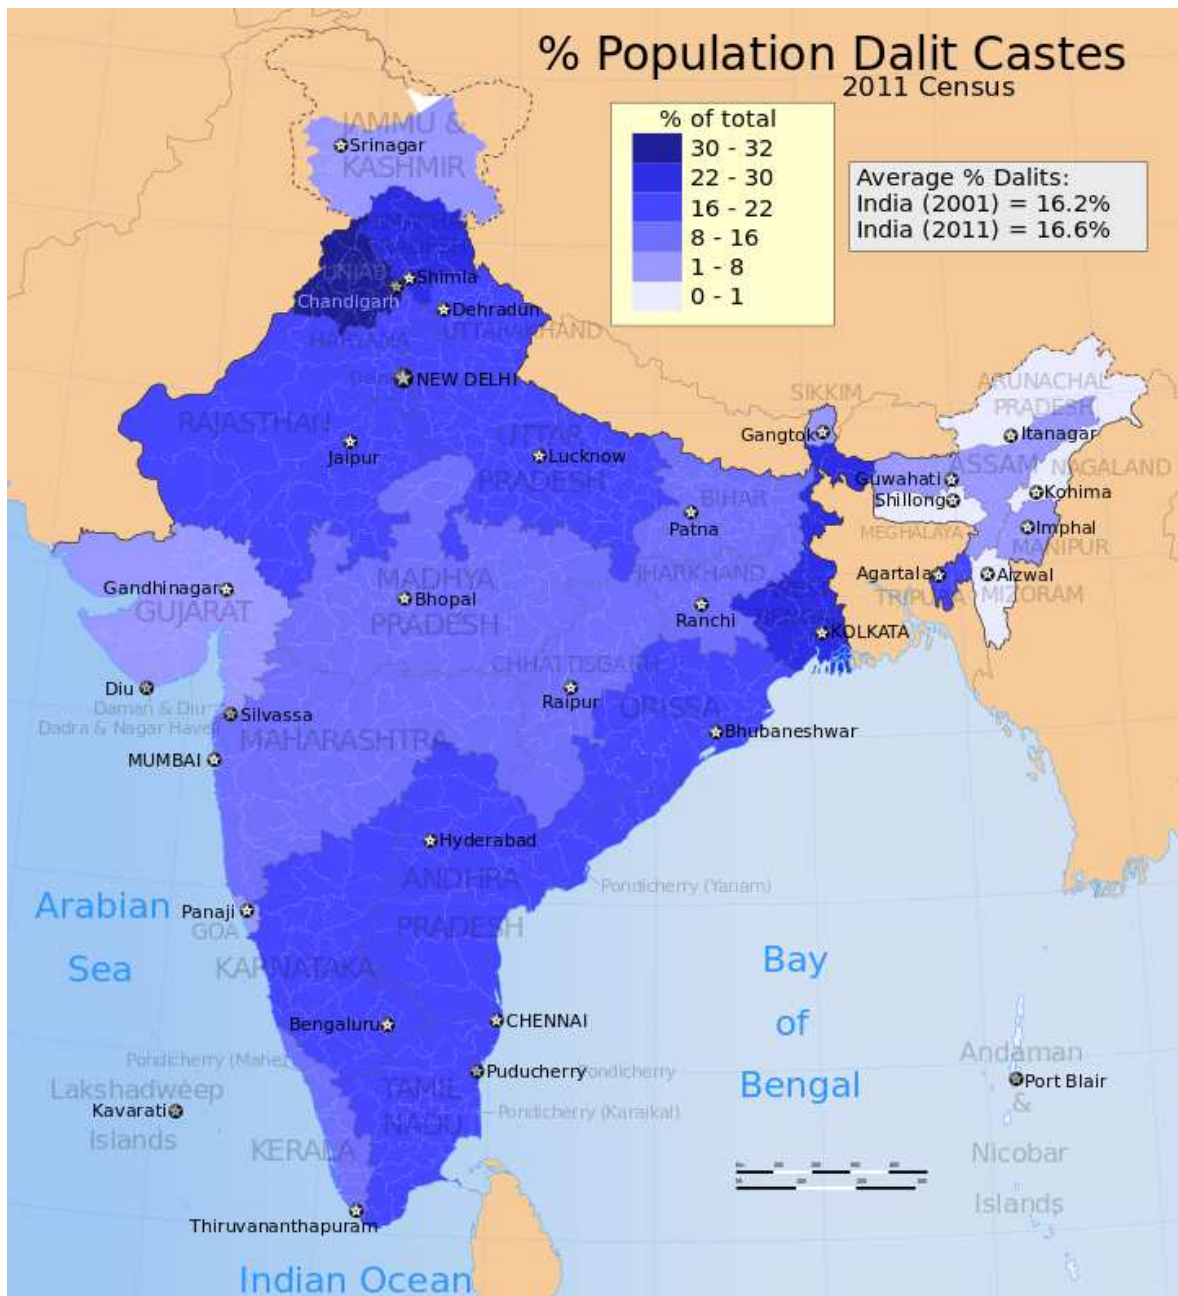 % Population Dalit Castes
2011 Census
% of total
30 - 32
22 - 30
16 - 22
8 - 16
1 - 8
0 - 1
Average % Dalits:
India (2001) = 16.2%
India (2011) = 16.6%
JAMMU &
Srinagar
KASHMIR
PRADESH
Shimla
Chandigarh
Dehradun
UTTARAKHAND
HARYANA
Delhi
NEW DELHI
RAJASTHAN
Jaipur
UTTAR
Lucknow
PRADESH
SIKKIM
Gangtok
ARUNACHAL
PRADESH
Itanagar
ASSAM
NAGALAND
Guwahati
Shillong
Kohima
MEGHALAYA
Imphal
MANIPUR
BIHAR
Patna
JHARKHAND
Ranchi
Agartala
TRIPURA
Aizwal
MIZORAM
KOLKATA
Gandhinagar
GUJARAT
MADHYA
Bhopal
PRADESH
CHHATTISGARH
Raipur
ORISSA
Bhubaneshwar
Diu
Daman & Diu
Dadra & Nagar Haveli
Silvassa
MAHARASHTRA
MUMBAI
Hyderabad
ANDHRA
PRADESH
Pondicherry (Yanam)
Arabian
Sea
Panaji
GOA
KARNATAKA
Bay
of
Bengal
Bengaluru
CHENNAI
Pondicherry (Mahe)
Puducherry
Pondicherry
Lakshadweep
Kavarati
Islands
TAMIL
NADU
Pondicherry (Karaikal)
KERALA
Thiruvananthapuram
Andaman
Port Blair
&
Nicobar
Islands
Indian Ocean